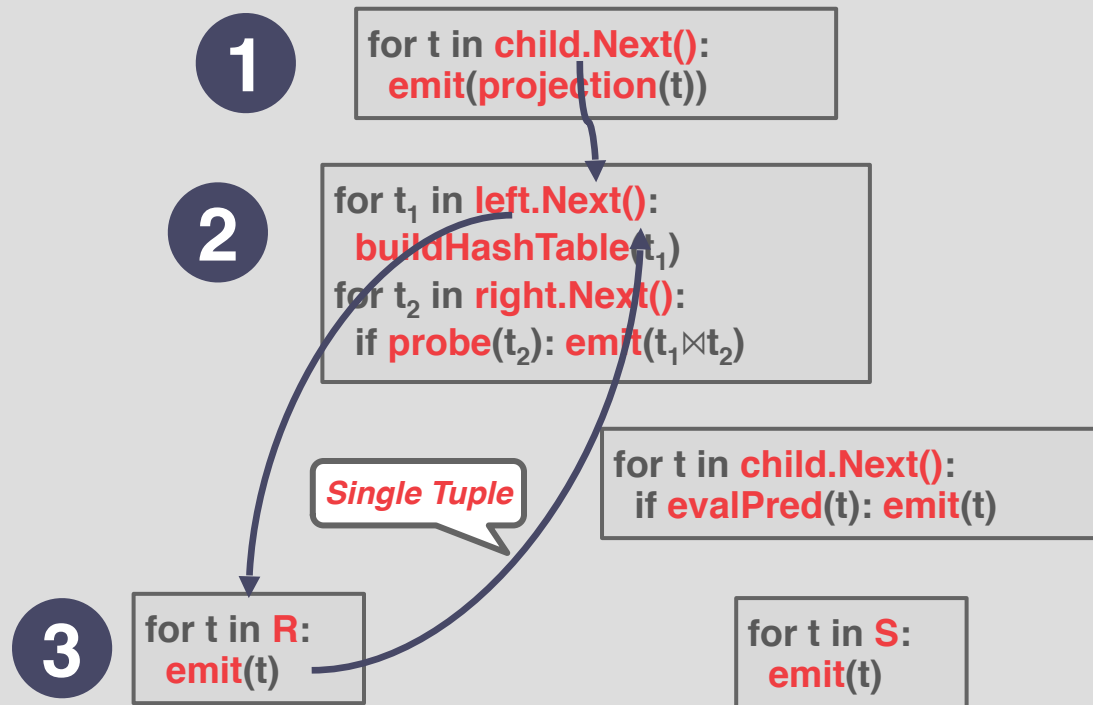 1
for t in child.Next():
emit(projection(t))
2
for t₁ in left.Next():
buildHashTable(t₁)
for t₂ in right.Next():
if probe(t₂): emit(t₁⨝t₂)
for t in child.Next():
if evalPred(t): emit(t)
Single Tuple
3
for t in R:
emit(t)
for t in S:
emit(t)